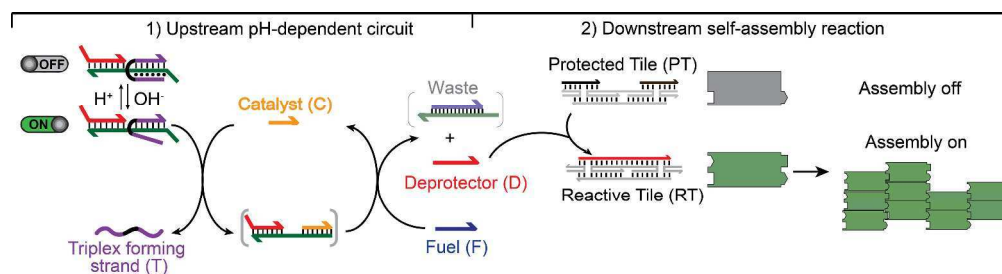 1) Upstream pH-dependent circuit
2) Downstream self-assembly reaction
OFF
H⁺
OH⁻
ON
Catalyst (C)
Triplex forming
strand (T)
Waste
+
Deprotector (D)
Fuel (F)
Protected Tile (PT)
Reactive Tile (RT)
Assembly off
Assembly on